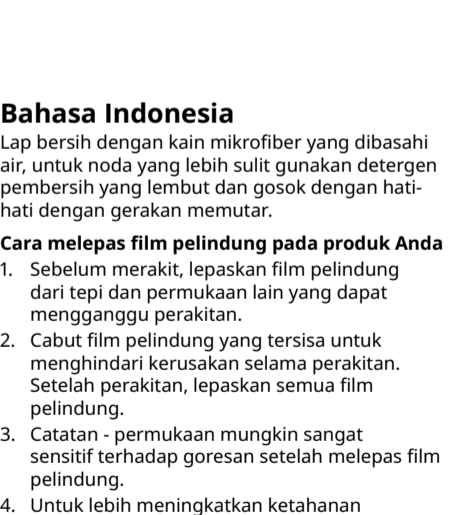 Bahasa Indonesia
Lap bersih dengan kain mikrofiber yang dibasahi
air, untuk noda yang lebih sulit gunakan detergen
pembersih yang lembut dan gosok dengan hati-
hati dengan gerakan memutar.
Cara melepas film pelindung pada produk Anda
1. Sebelum merakit, lepaskan film pelindung
dari tepi dan permukaan lain yang dapat
mengganggu perakitan.
2. Cabut film pelindung yang tersisa untuk
menghindari kerusakan selama perakitan.
Setelah perakitan, lepaskan semua film
pelindung.
3. Catatan - permukaan mungkin sangat
sensitif terhadap goresan setelah melepas film
pelindung.
4. Untuk lebih meningkatkan ketahanan